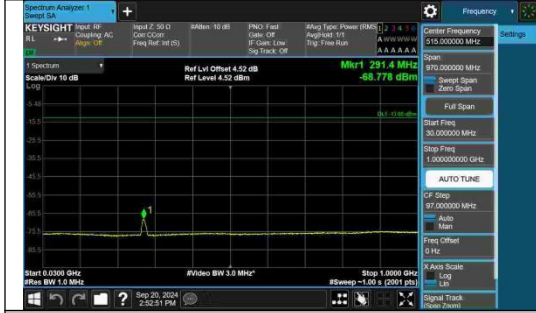 Spectrum Analyzer 1
Swept SA
+
Frequency
KEYSIGHT
Input: RF
Input Z: 50 Ω
#Atten: 10 dB
PNO: Fast
#Avg Type: Power (RMS)
1 2 3 4 5 6
R L
Coupling: AC
Corr CCorr
Gate: Off
Avg|Hold: 1/1
A W W W W W
Align: Off
Freq Ref: Int (S)
IF Gain: Low
Trig: Free Run
Sig Track: Off
A A A A A A
1 Spectrum
Ref Lvl Offset 4.52 dB
Mkr1 291.4 MHz
Scale/Div 10 dB
Ref Level 4.52 dBm
-68.778 dBm
Log
-5.48
-15.5
-25.5
-35.5
-45.5
-55.5
-65.5
-75.5
-85.5
1
Start 0.0300 GHz
#Video BW 3.0 MHz*
Stop 1.0000 GHz
#Res BW 1.0 MHz
#Sweep ~1.00 s (2001 pts)
?
Sep 20, 2024
2:52:51 PM
Center Frequency
515.000000 MHz
Settings
Span
970.000000 MHz
Swept Span
Zero Span
Full Span
Start Freq
30.000000 MHz
Stop Freq
1.000000000 GHz
AUTO TUNE
CF Step
97.000000 MHz
Auto
Man
Freq Offset
0 Hz
X Axis Scale
Log
Lin
Signal Track
(Span Zoom)